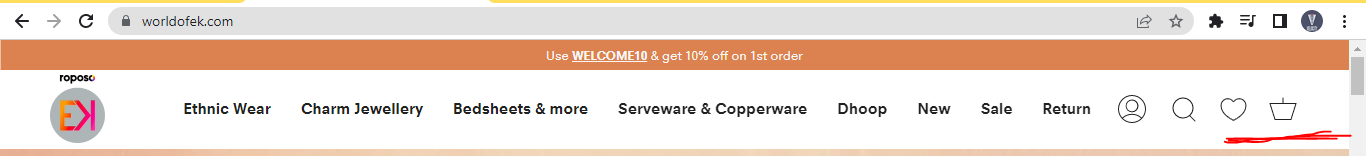 worldofek.com
Use WELCOME10 & get 10% off on 1st order
roposo
EK
Ethnic Wear Charm Jewellery Bedsheets & more Serveware & Copperware Dhoop New Sale Return